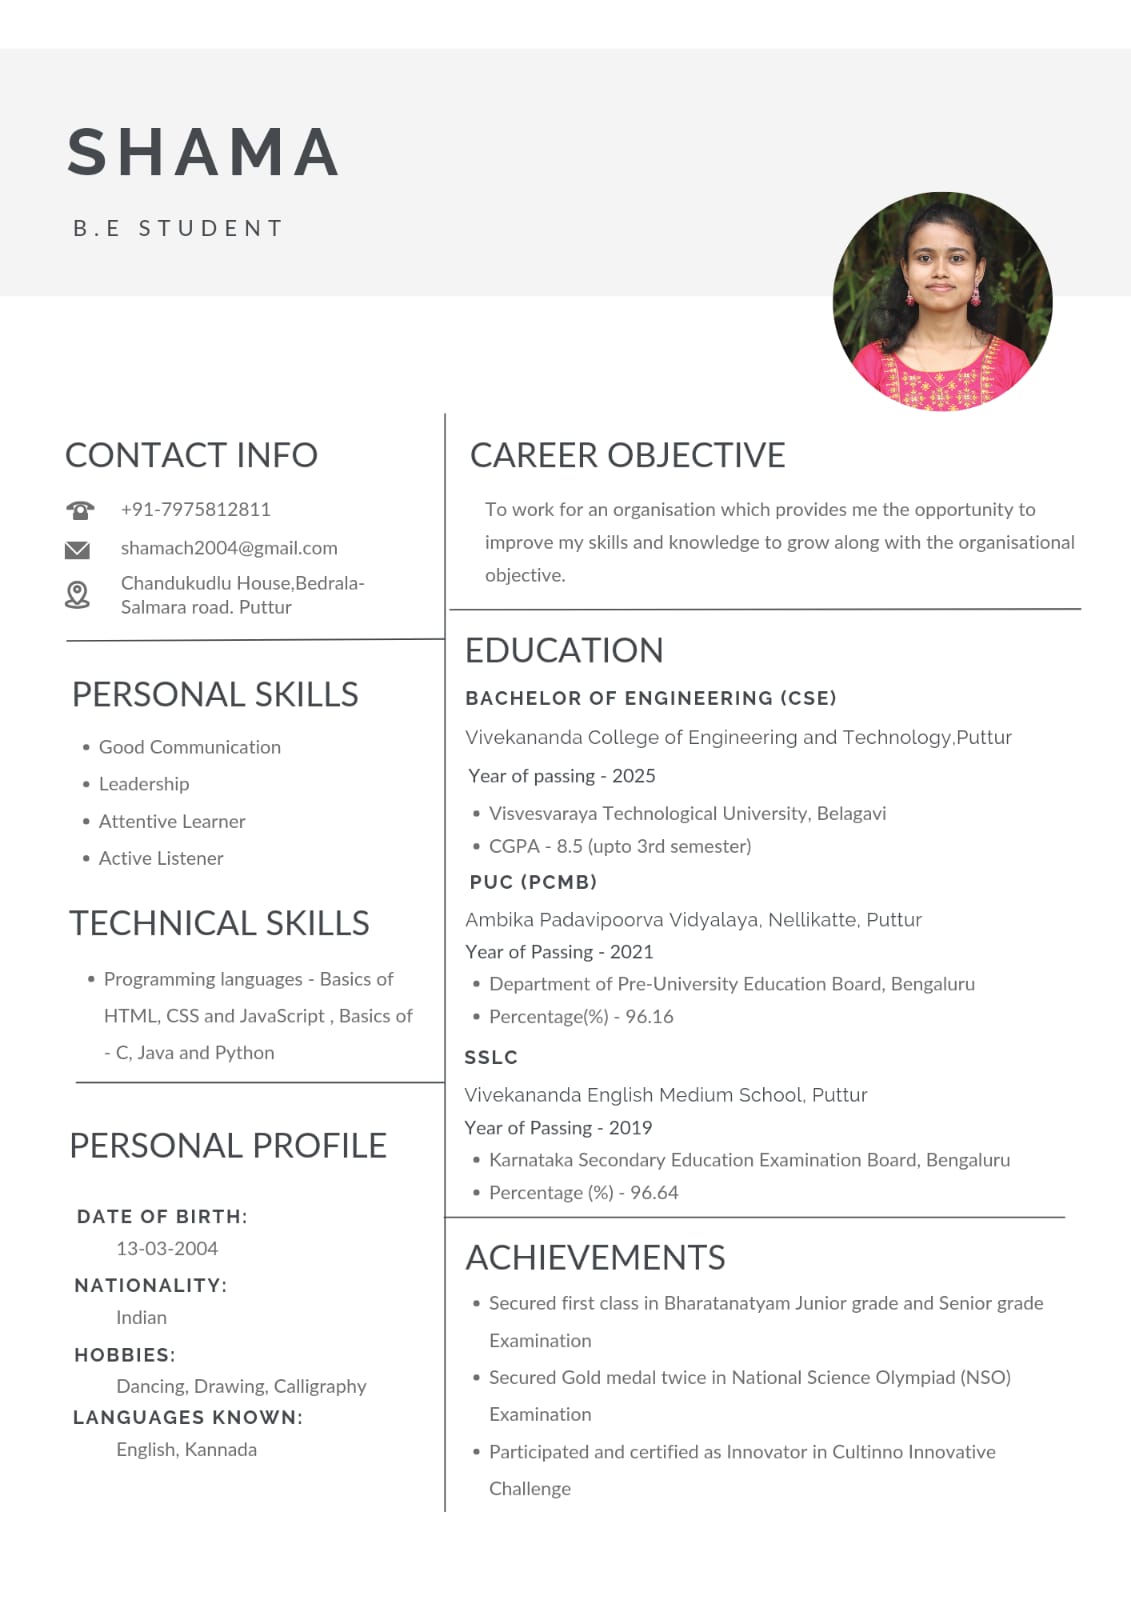 SHAMA
B.E STUDENT
CONTACT INFO
+91-7975812811
shamach2004@gmail.com
Chandukudlu House,Bedrala-
Salmara road. Puttur
PERSONAL SKILLS
• Good Communication
• Leadership
• Attentive Learner
• Active Listener
TECHNICAL SKILLS
• Programming languages - Basics of
HTML, CSS and JavaScript , Basics of
- C, Java and Python
PERSONAL PROFILE
DATE OF BIRTH:
13-03-2004
NATIONALITY:
Indian
HOBBIES:
Dancing, Drawing, Calligraphy
LANGUAGES KNOWN:
English, Kannada
CAREER OBJECTIVE
To work for an organisation which provides me the opportunity to
improve my skills and knowledge to grow along with the organisational
objective.
EDUCATION
BACHELOR OF ENGINEERING (CSE)
Vivekananda College of Engineering and Technology,Puttur
Year of passing - 2025
• Visvesvaraya Technological University, Belagavi
• CGPA - 8.5 (upto 3rd semester)
PUC (PCMB)
Ambika Padavipoorva Vidyalaya, Nellikatte, Puttur
Year of Passing - 2021
• Department of Pre-University Education Board, Bengaluru
• Percentage(%) - 96.16
SSLC
Vivekananda English Medium School, Puttur
Year of Passing - 2019
• Karnataka Secondary Education Examination Board, Bengaluru
• Percentage (%) - 96.64
ACHIEVEMENTS
• Secured first class in Bharatanatyam Junior grade and Senior grade
Examination
• Secured Gold medal twice in National Science Olympiad (NSO)
Examination
• Participated and certified as Innovator in Cultinno Innovative
Challenge